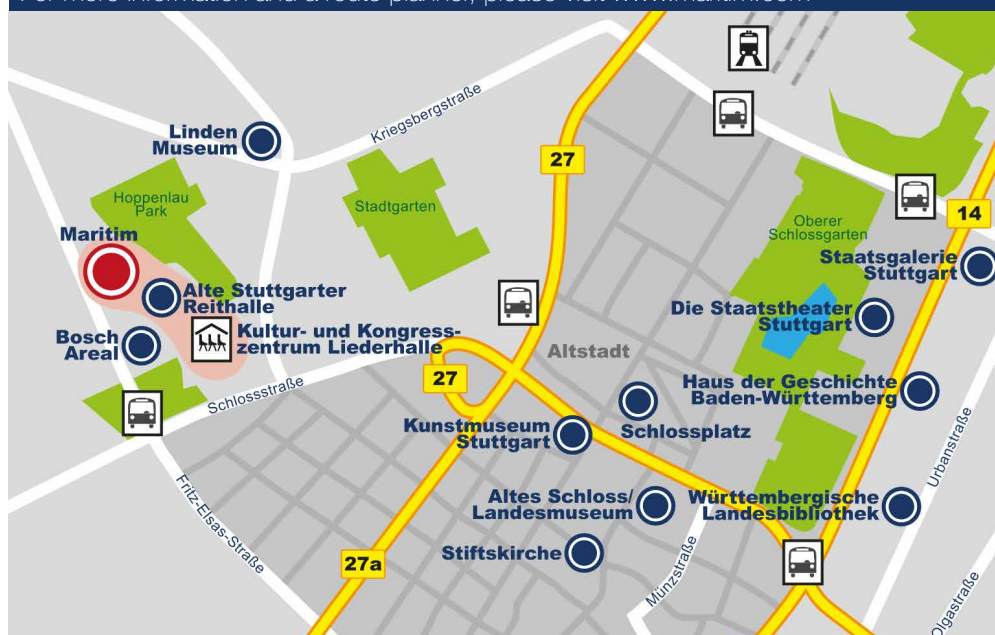 Kriegsbergstraße
Linden
Museum
27
Hoppenlau
Park
Stadtgarten
14
Oberer
Schlossgarten
Maritim
Staatsgalerie
Stuttgart
Alte Stuttgarter
Reithalle
Die Staatstheater
Stuttgart
Bosch
Areal
Kultur- und Kongress-
zentrum Liederhalle
Altstadt
27
Schlossstraße
Haus der Geschichte
Baden-Württemberg
Kunstmuseum
Stuttgart
Schlossplatz
Urbanstraße
Altes Schloss/
Landesmuseum
Württembergische
Landesbibliothek
Fritz-Elsas-Straße
Stiftskirche
27a
Münzstraße
Olgastraße